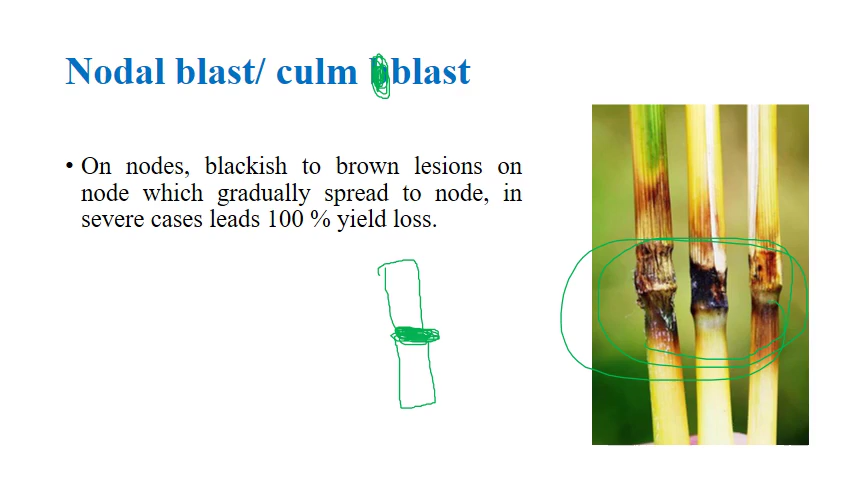 Nodal blast/ culm blast
• On nodes, blackish to brown lesions on
node which gradually spread to node, in
severe cases leads 100 % yield loss.